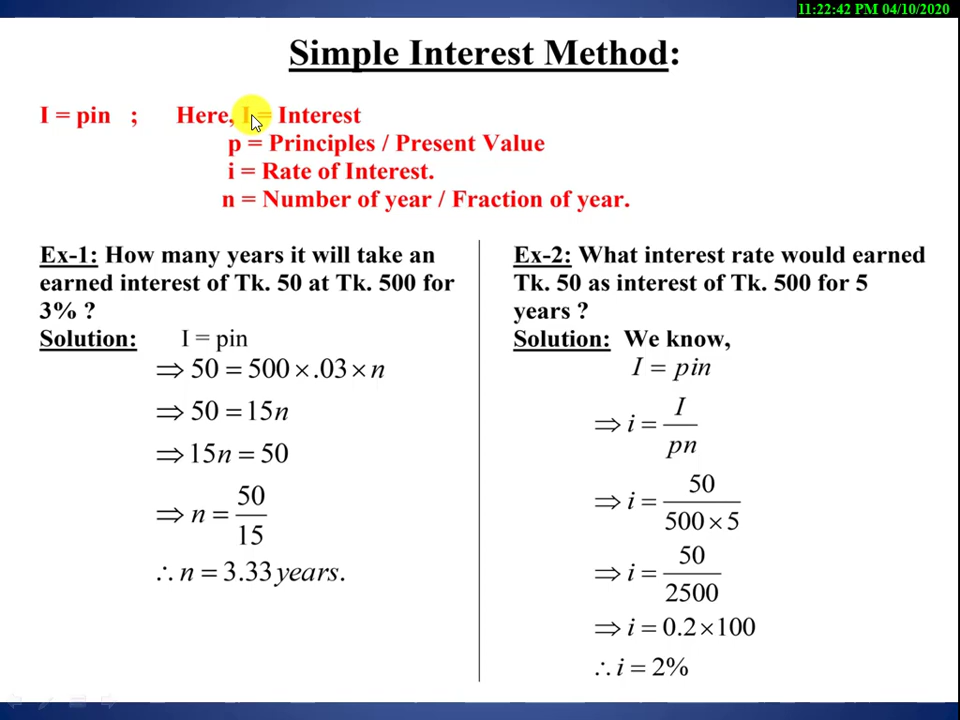 11:22:42 PM 04/10/2020
Simple Interest Method:
I = pin ; Here, I = Interest
p = Principles / Present Value
i = Rate of Interest.
n = Number of year / Fraction of year.
Ex-1: How many years it will take an
earned interest of Tk. 50 at Tk. 500 for
3% ?
Solution: I = pin
⇒ 50 = 500 × .03 × n
⇒ 50 = 15n
⇒ 15n = 50
⇒ n = 50/15
∴ n = 3.33 years.
Ex-2: What interest rate would earned
Tk. 50 as interest of Tk. 500 for 5
years ?
Solution: We know,
I = pin
⇒ i = I/pn
⇒ i = 50/500 × 5
⇒ i = 50/2500
⇒ i = 0.2 × 100
∴ i = 2%